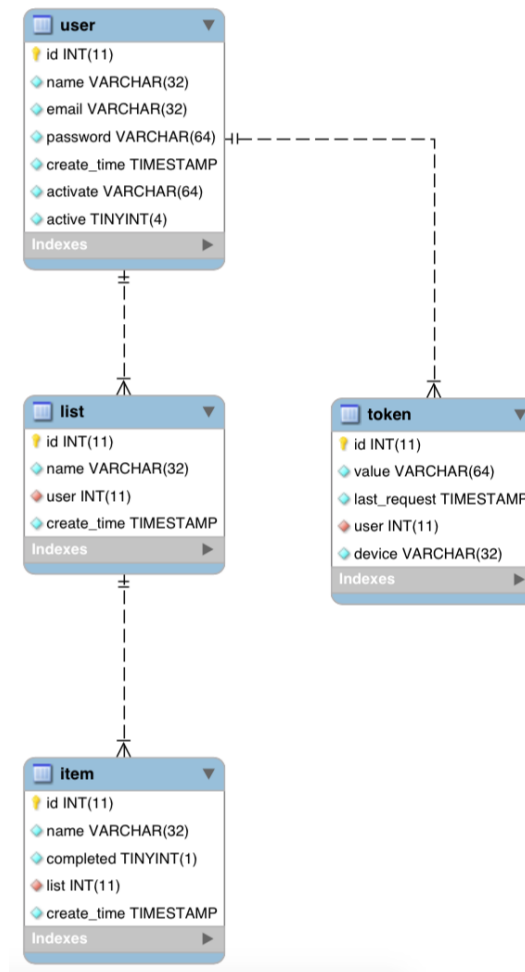 user
id INT(11)
name VARCHAR(32)
email VARCHAR(32)
password VARCHAR(64)
create_time TIMESTAMP
activate VARCHAR(64)
active TINYINT(4)
Indexes
list
id INT(11)
name VARCHAR(32)
user INT(11)
create_time TIMESTAMP
Indexes
token
id INT(11)
value VARCHAR(64)
last_request TIMESTAMP
user INT(11)
device VARCHAR(32)
Indexes
item
id INT(11)
name VARCHAR(32)
completed TINYINT(1)
list INT(11)
create_time TIMESTAMP
Indexes